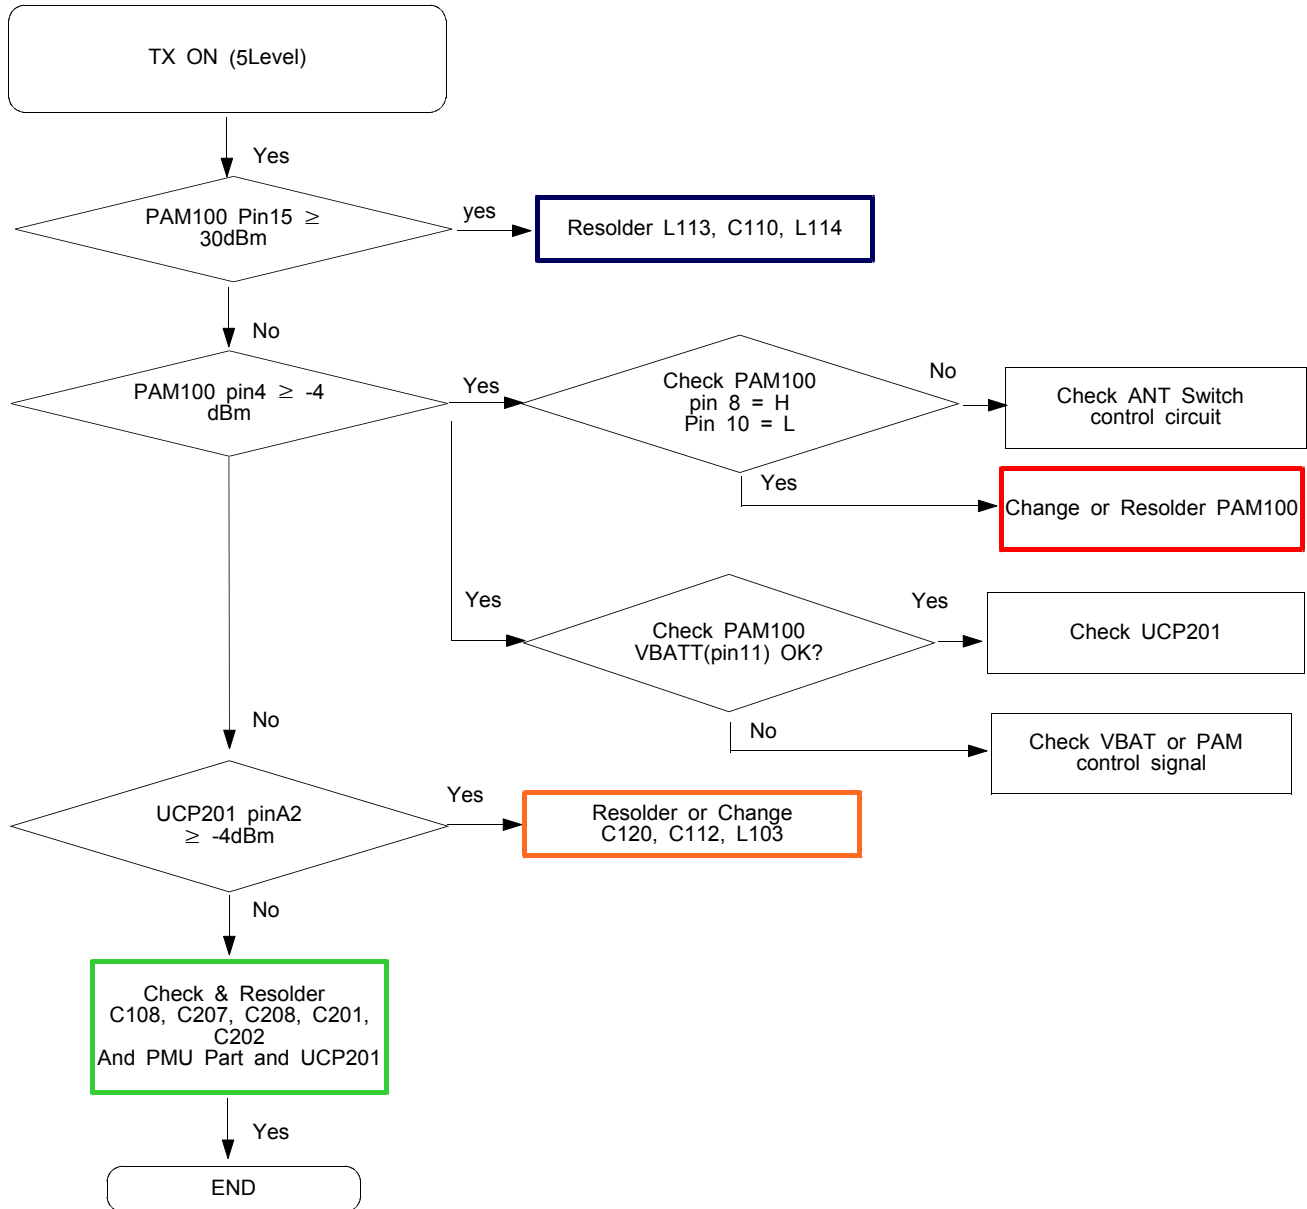 TX ON (5Level)
Yes
PAM100 Pin15 ≥
30dBm
yes
Resolder L113, C110, L114
No
PAM100 pin4 ≥ -4
dBm
Yes
Check PAM100
pin 8 = H
Pin 10 = L
No
Check ANT Switch
control circuit
Yes
Change or Resolder PAM100
Yes
Check PAM100
VBATT(pin11) OK?
Yes
Check UCP201
No
Check VBAT or PAM
control signal
No
UCP201 pinA2
≥ -4dBm
Yes
Resolder or Change
C120, C112, L103
No
Check & Resolder
C108, C207, C208, C201,
C202
And PMU Part and UCP201
Yes
END